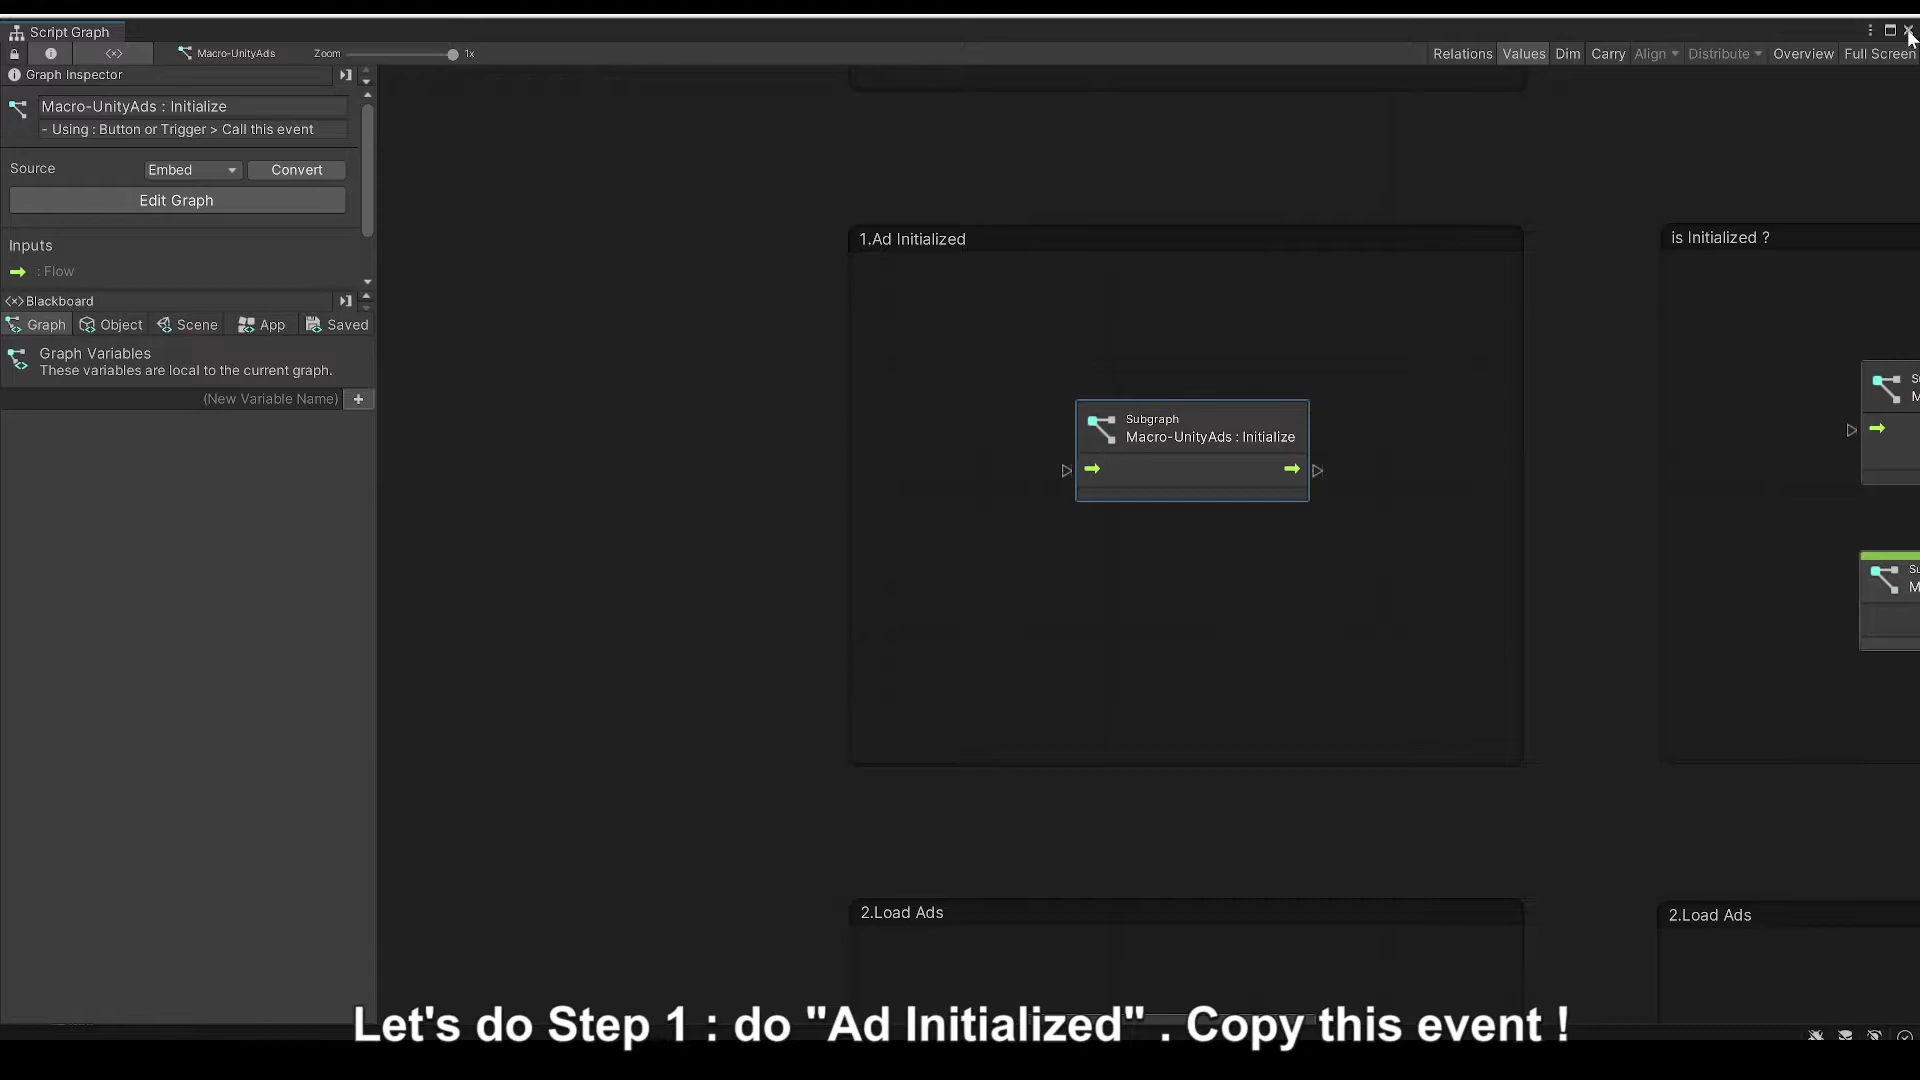 Script Graph
Macro-UnityAds
Zoom
1x
Relations
Values
Dim
Carry
Align
Distribute
Overview
Full Screen
Graph Inspector
Macro-UnityAds : Initialize
- Using : Button or Trigger > Call this event
Source
Embed
Convert
Edit Graph
Inputs
: Flow
<×> Blackboard
Graph
Object
Scene
App
Saved
Graph Variables
These variables are local to the current graph.
(New Variable Name)
+
1.Ad Initialized
Subgraph
Macro-UnityAds : Initialize
is Initialized ?
2.Load Ads
2.Load Ads
Let's do Step 1 : do "Ad Initialized" . Copy this event !